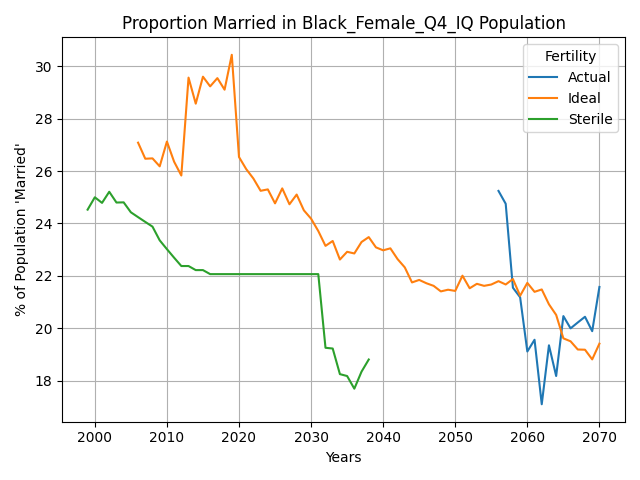 Proportion Married in Black_Female_Q4_IQ Population
% of Population 'Married'
30
28
26
24
22
20
18
Fertility
Actual
Ideal
Sterile
2000 2010 2020 2030 2040 2050 2060 2070
Years